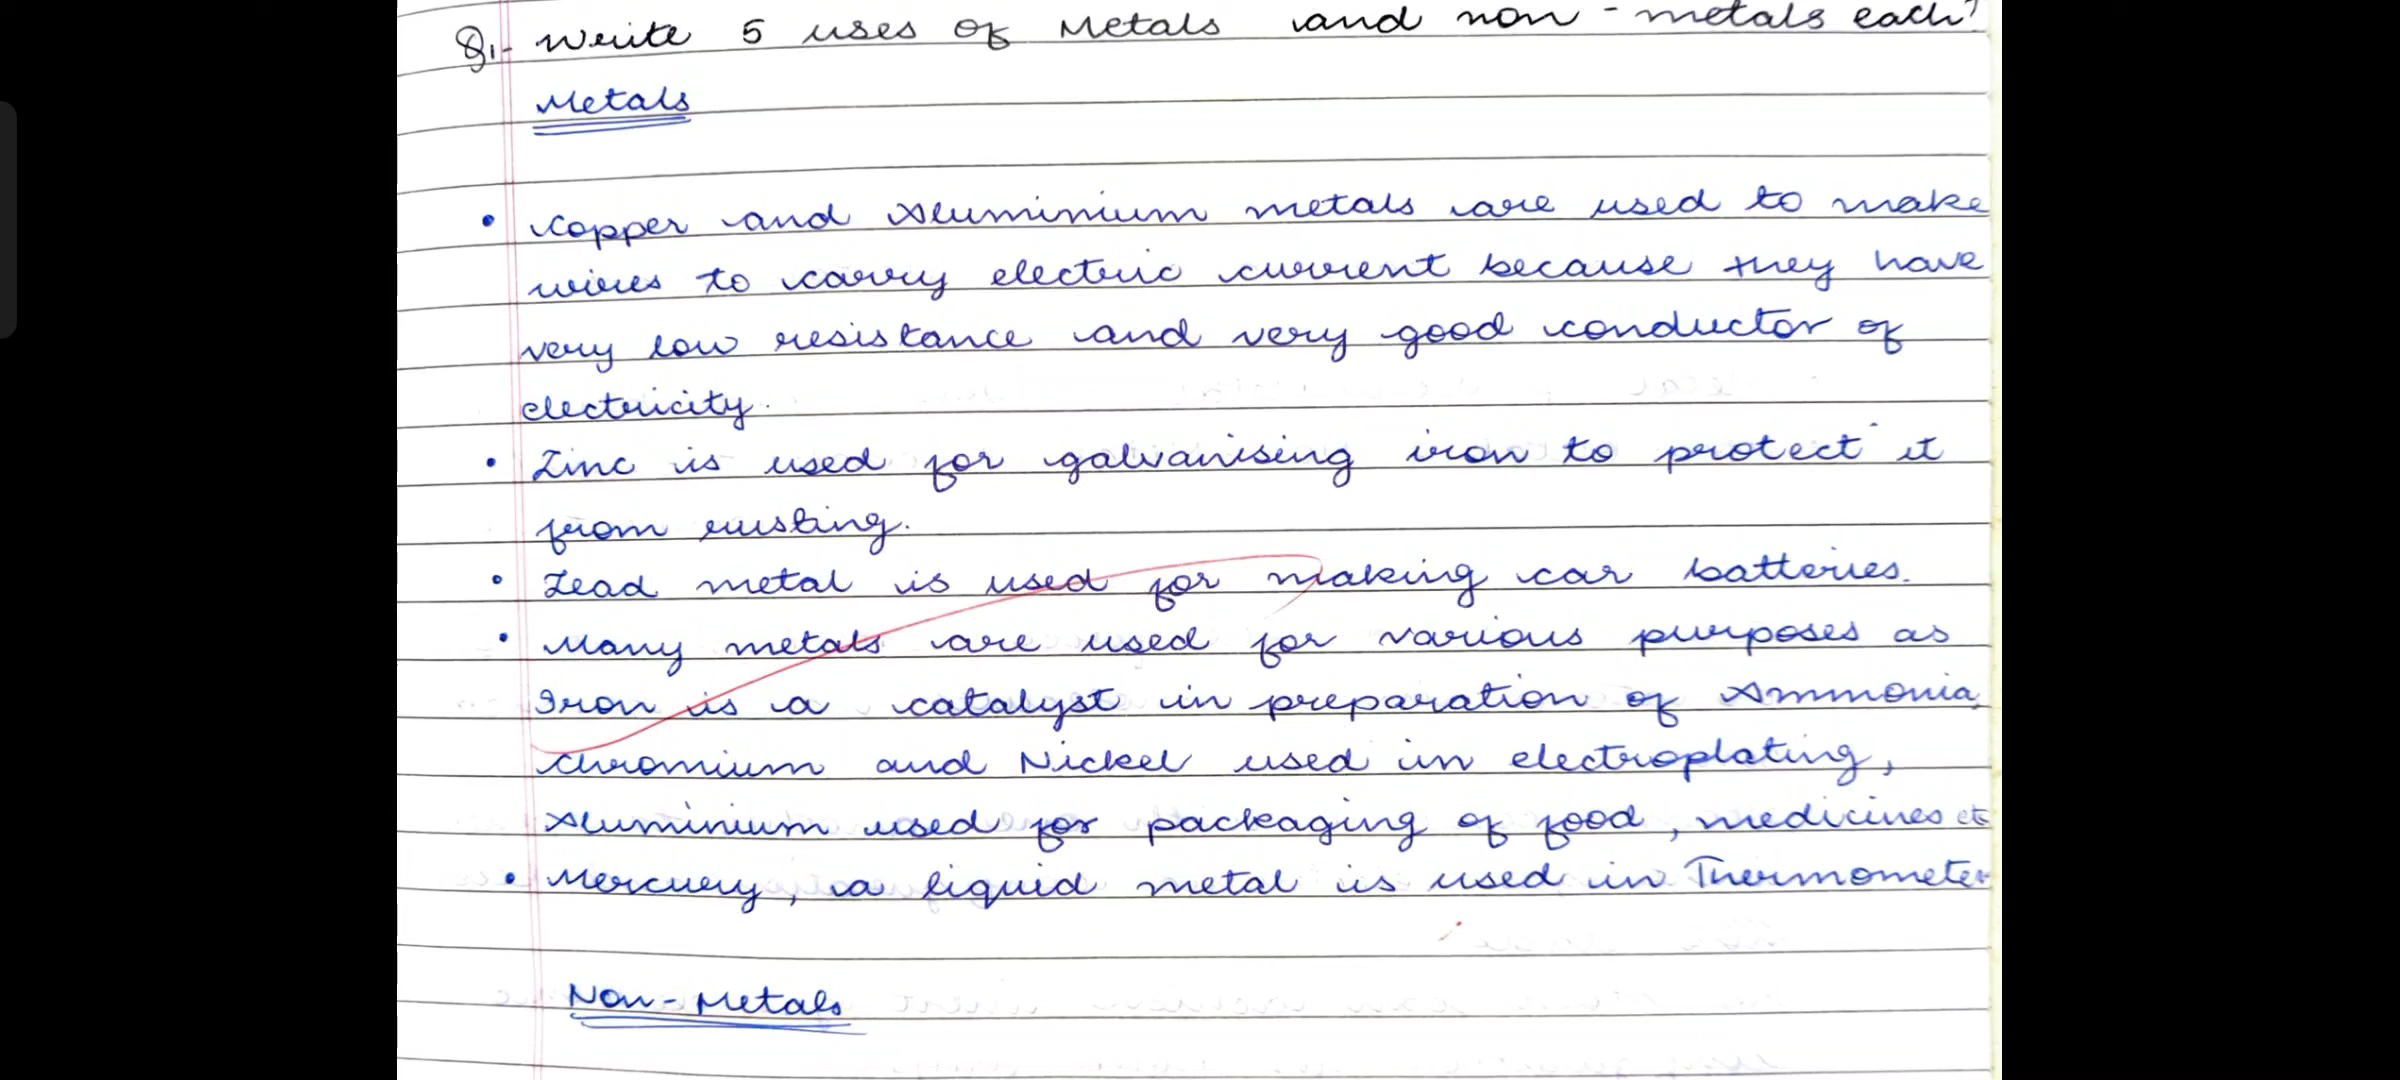 Q1- Write 5 uses of Metals and non-metals each?
Metals
• Copper and Aluminium metals are used to make
wires to carry electric current because they have
very low resistance and very good conductor of
electricity.
• Zinc is used for galvanising iron to protect it
from rusting.
• Lead metal is used for making car batteries.
• Many metals are used for various purposes as
Iron is a catalyst in preparation of Ammonia,
chromium and Nickel used in electroplating,
Aluminium used for packaging of food, medicines etc
• Mercury, a liquid metal is used in Thermometer
Non-Metals